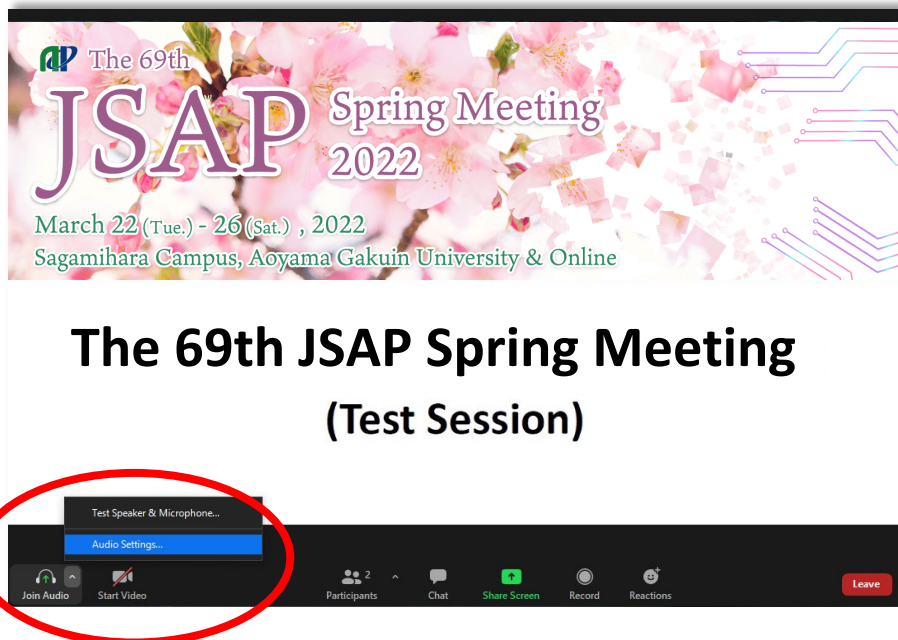 The 69th
JSAP Spring Meeting
2022
March 22 (Tue.) - 26 (Sat.) , 2022
Sagamihara Campus, Aoyama Gakuin University & Online
The 69th JSAP Spring Meeting
(Test Session)
Test Speaker & Microphone...
Audio Settings...
Join Audio
Start Video
2
Participants
Chat
Share Screen
Record
Reactions
Leave